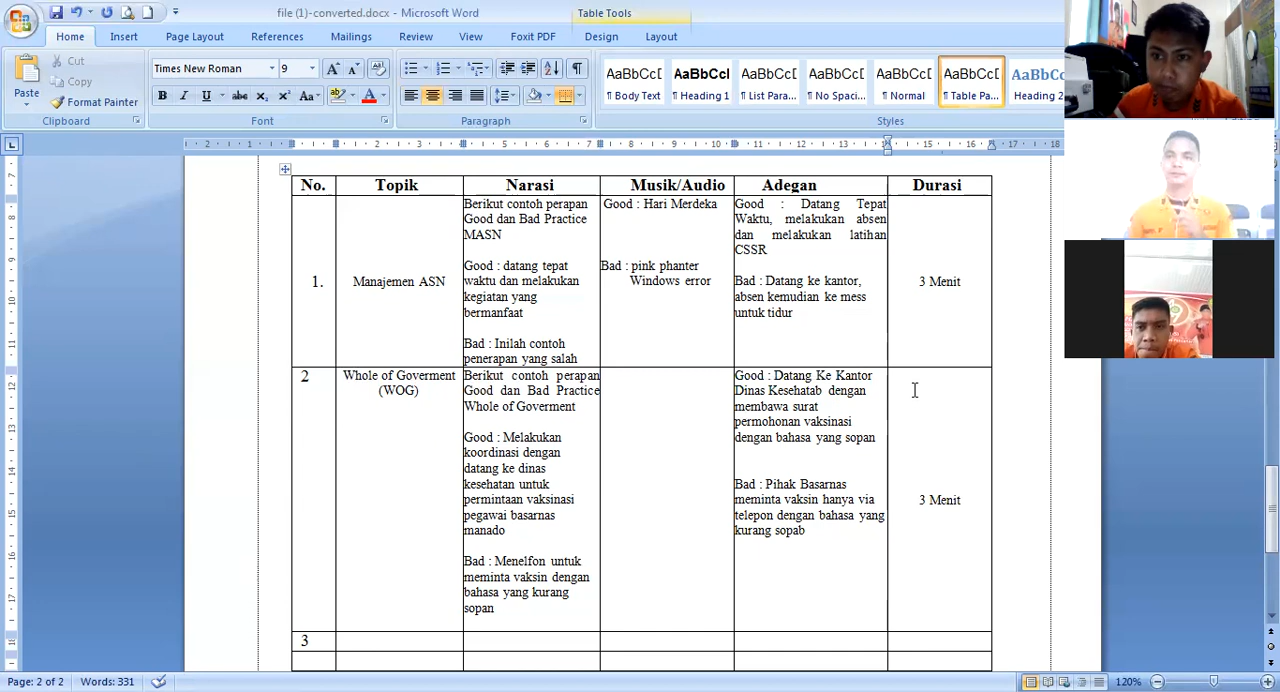 file (1)-converted.docx - Microsoft Word
Table Tools
Home
Insert
Page Layout
References
Mailings
Review
View
Foxit PDF
Design
Layout
Paste
Cut
Copy
Format Painter
Clipboard
Times New Roman
9
Font
Paragraph
AaBbCc
¶ Body Text
AaBbCcI
¶ Heading 1
AaBbCc
¶ List Para...
AaBbCc
¶ No Spaci...
AaBbCc
¶ Normal
AaBbCc
¶ Table Pa...
AaBbC
Heading 2
Styles
No.
Topik
Narasi
Musik/Audio
Adegan
Durasi
1.
Manajemen ASN
Berikut contoh perapan
Good dan Bad Practice
MASN
Good : datang tepat
waktu dan melakukan
kegiatan yang
bermanfaat
Bad : Inilah contoh
penerapan yang salah
Good : Hari Merdeka
Bad : pink phanter
Windows error
Good : Datang Tepat
Waktu, melakukan absen
dan melakukan latihan
CSSR
Bad : Datang ke kantor,
absen kemudian ke mess
untuk tidur
3 Menit
2
Whole of Goverment
(WOG)
Berikut contoh perapan
Good dan Bad Practice
Whole of Goverment
Good : Melakukan
koordinasi dengan
datang ke dinas
kesehatan untuk
permintaan vaksinasi
pegawai basarnas
manado
Bad : Menelfon untuk
meminta vaksin dengan
bahasa yang kurang
sopan
Good : Datang Ke Kantor
Dinas Kesehatab dengan
membawa surat
permohonan vaksinasi
dengan bahasa yang sopan
Bad : Pihak Basarnas
meminta vaksin hanya via
telepon dengan bahasa yang
kurang sopab
3 Menit
3
Page: 2 of 2
Words: 331
120%